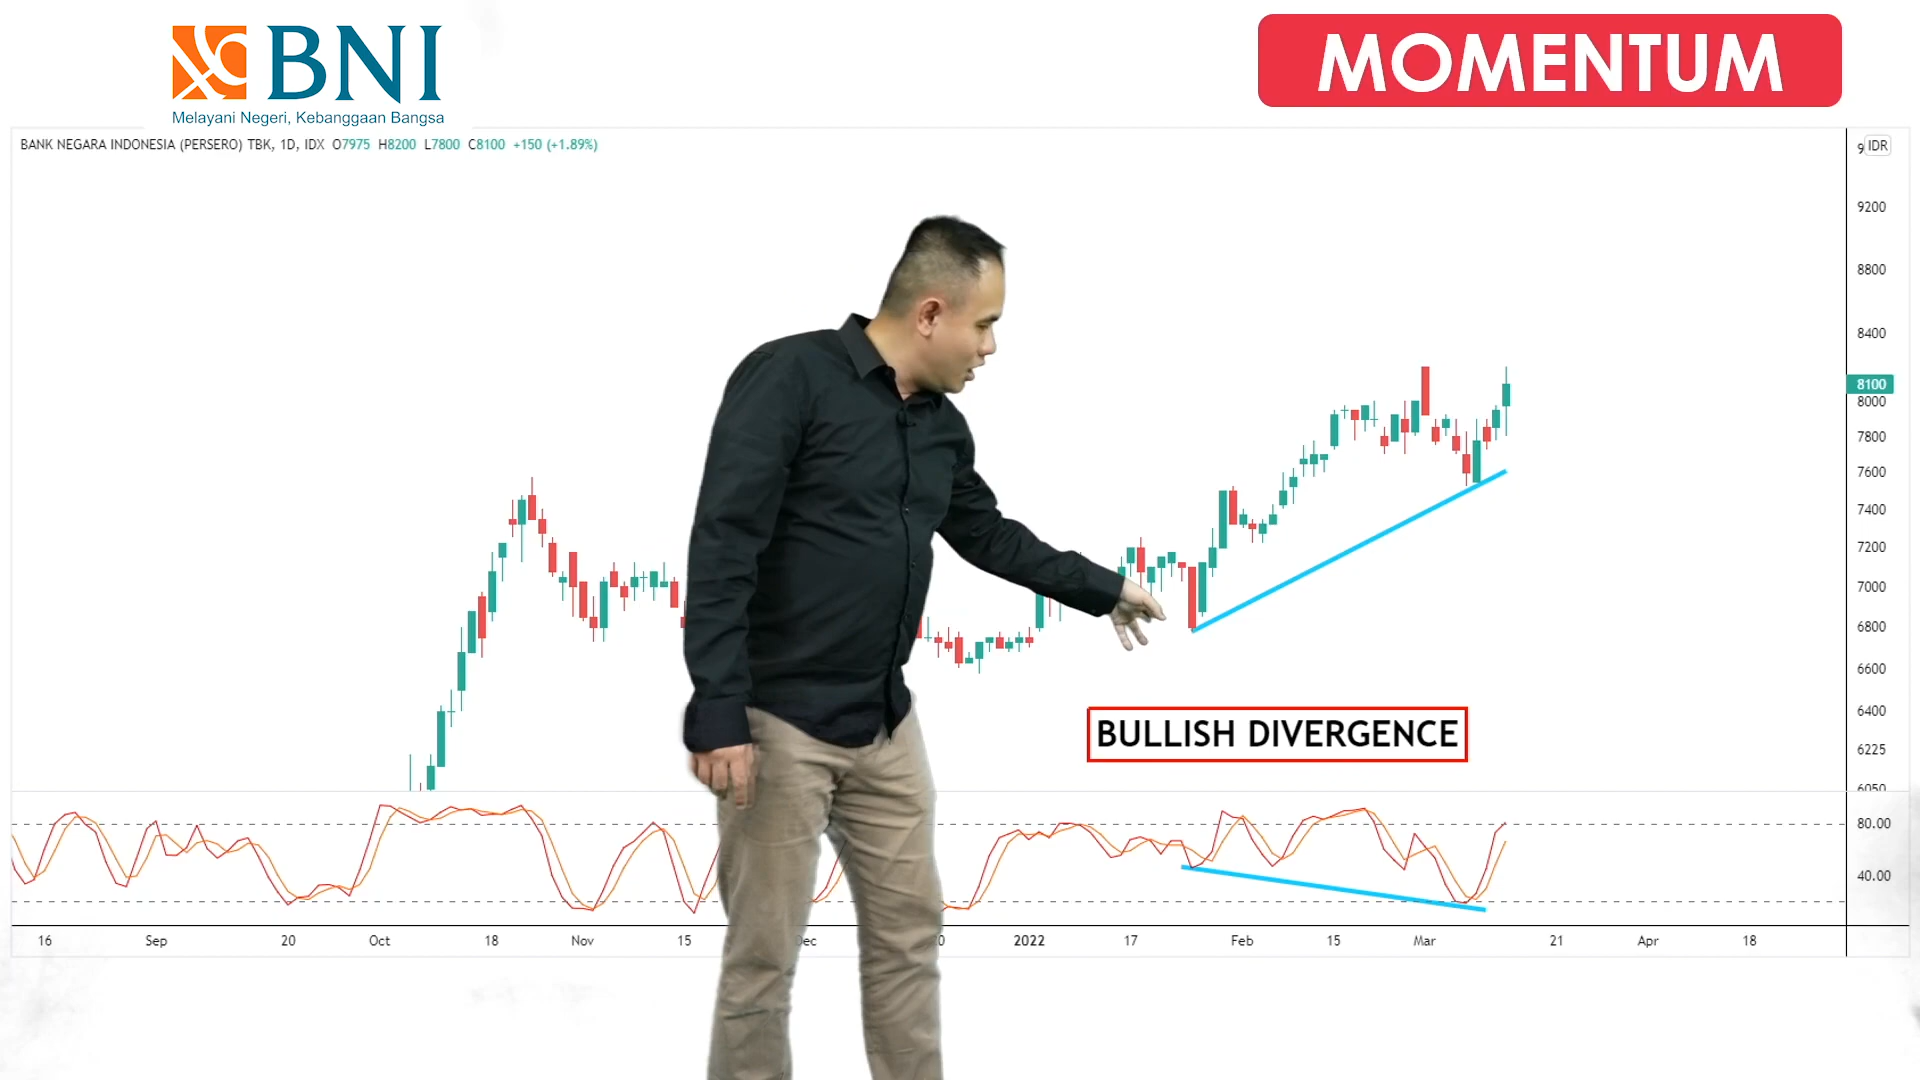 BNI
Melayani Negeri, Kebanggaan Bangsa
MOMENTUM
BANK NEGARA INDONESIA (PERSERO) TBK, 1D, IDX O7975 H8200 L7800 C8100 +150 (+1.89%)
IDR
9200
8800
8400
8100
8000
7800
7600
7400
7200
7000
6800
6600
6400
6225
6050
BULLISH DIVERGENCE
80.00
40.00
16 Sep 20 Oct 18 Nov 15 Dec 2022 17 Feb 15 Mar 21 Apr 18